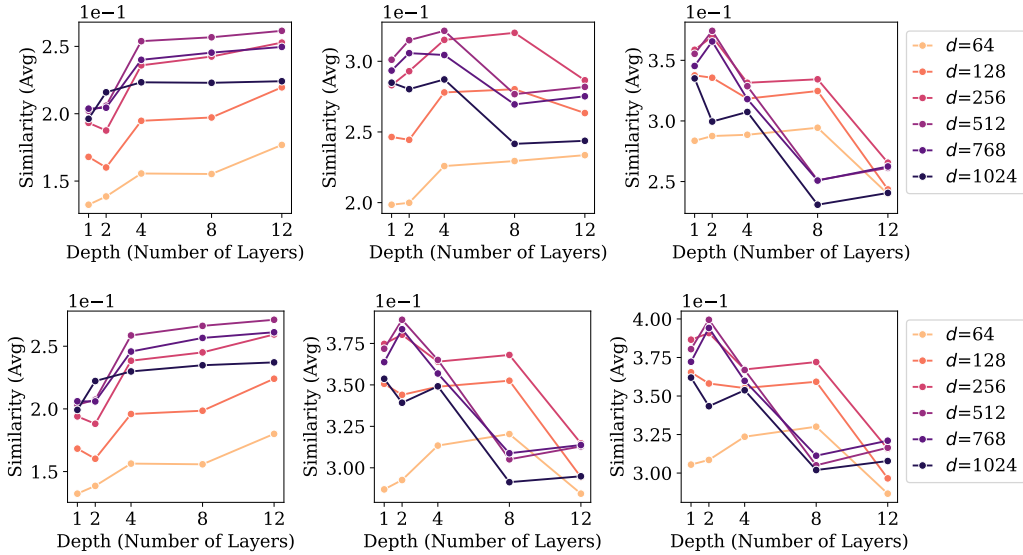 1e−1
2.5
2.0
1.5
Similarity (Avg)
1 2 4 8 12
Depth (Number of Layers)
1e−1
3.0
2.5
2.0
Similarity (Avg)
1 2 4 8 12
Depth (Number of Layers)
1e−1
3.5
3.0
2.5
Similarity (Avg)
1 2 4 8 12
Depth (Number of Layers)
d=64
d=128
d=256
d=512
d=768
d=1024
1e−1
2.5
2.0
1.5
Similarity (Avg)
1 2 4 8 12
Depth (Number of Layers)
1e−1
3.75
3.50
3.25
3.00
Similarity (Avg)
1 2 4 8 12
Depth (Number of Layers)
1e−1
4.00
3.75
3.50
3.25
3.00
Similarity (Avg)
1 2 4 8 12
Depth (Number of Layers)
d=64
d=128
d=256
d=512
d=768
d=1024